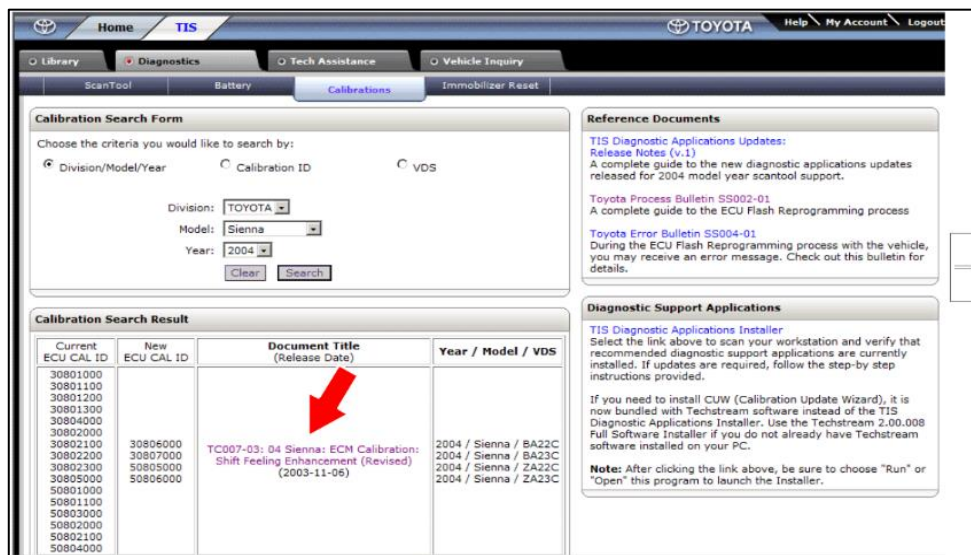 Home TIS TOYOTA Help My Account Logout
Library Diagnostics Tech Assistance Vehicle Inquiry
ScanTool Battery Calibrations Immobilizer Reset
Calibration Search Form
Choose the criteria you would like to search by:
Division/Model/Year Calibration ID VDS
Division: TOYOTA
Model: Sienna
Year: 2004
Clear Search
Calibration Search Result
Current
ECU CAL ID
New
ECU CAL ID
Document Title
(Release Date)
Year / Model / VDS
30801000
30801100
30801200
30801300
30804000
30802000
30802100
30802200
30802300
30805000
50801000
50801100
50803000
50802000
50802100
50804000
30806000
30807000
50805000
50806000
TC007-03: 04 Sienna: ECM Calibration:
Shift Feeling Enhancement (Revised)
(2003-11-06)
2004 / Sienna / BA22C
2004 / Sienna / BA23C
2004 / Sienna / ZA22C
2004 / Sienna / ZA23C
Reference Documents
TIS Diagnostic Applications Updates:
Release Notes (v.1)
A complete guide to the new diagnostic applications updates
released for 2004 model year scantool support.
Toyota Process Bulletin SS002-01
A complete guide to the ECU Flash Reprogramming process
Toyota Error Bulletin SS004-01
During the ECU Flash Reprogramming process with the vehicle,
you may receive an error message. Check out this bulletin for
details.
Diagnostic Support Applications
TIS Diagnostic Applications Installer
Select the link above to scan your workstation and verify that
recommended diagnostic support applications are currently
installed. If updates are required, follow the step-by step
instructions provided.
If you need to install CUW (Calibration Update Wizard), it is
now bundled with Techstream software instead of the TIS
Diagnostic Applications Installer. Use the Techstream 2.00.008
Full Software Installer if you do not already have Techstream
software installed on your PC.
Note: After clicking the link above, be sure to choose "Run" or
"Open" this program to launch the Installer.